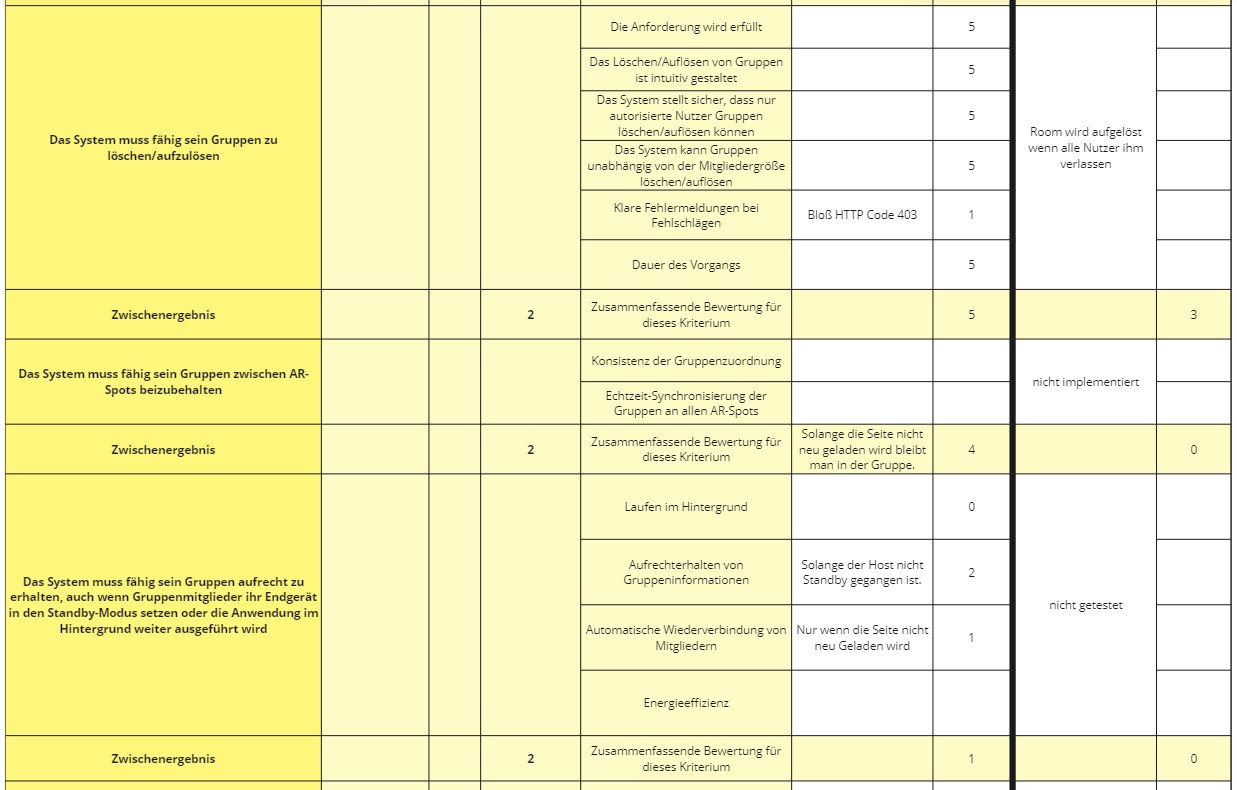 Das System muss fähig sein Gruppen zu
löschen/aufzulösen
Die Anforderung wird erfüllt
5
Das Löschen/Auflösen von Gruppen
ist intuitiv gestaltet
5
Das System stellt sicher, dass nur
autorisierte Nutzer Gruppen
löschen/auflösen können
5
Das System kann Gruppen
unabhängig von der Mitgliedergröße
löschen/auflösen
5
Klare Fehlermeldungen bei
Fehlschlägen
Bloß HTTP Code 403
1
Dauer des Vorgangs
5
Room wird aufgelöst
wenn alle Nutzer ihm
verlassen
Zwischenergebnis
2
Zusammenfassende Bewertung für
dieses Kriterium
5
3
Das System muss fähig sein Gruppen zwischen AR-
Spots beizubehalten
Konsistenz der Gruppenzuordnung
Echtzeit-Synchronisierung der
Gruppen an allen AR-Spots
nicht implementiert
Zwischenergebnis
2
Zusammenfassende Bewertung für
dieses Kriterium
Solange die Seite nicht
neu geladen wird bleibt
man in der Gruppe.
4
0
Das System muss fähig sein Gruppen aufrecht zu
erhalten, auch wenn Gruppenmitglieder ihr Endgerät
in den Standby-Modus setzen oder die Anwendung im
Hintergrund weiter ausgeführt wird
Laufen im Hintergrund
0
Aufrechterhalten von
Gruppeninformationen
Solange der Host nicht
Standby gegangen ist.
2
Automatische Wiederverbindung von
Mitgliedern
Nur wenn die Seite nicht
neu Geladen wird
1
Energieeffizienz
nicht getestet
Zwischenergebnis
2
Zusammenfassende Bewertung für
dieses Kriterium
1
0